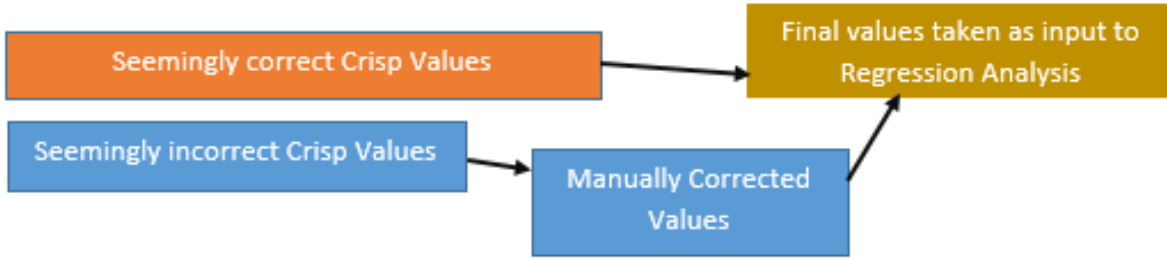 Seemingly correct Crisp Values
Final values taken as input to
Regression Analysis
Seemingly incorrect Crisp Values
Manually Corrected
Values